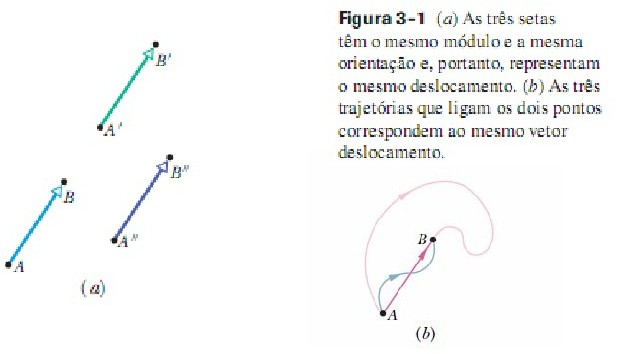 Figura 3-1 (a) As três setas
têm o mesmo módulo e a mesma
orientação e, portanto, representam
o mesmo deslocamento. (b) As três
trajetórias que ligam os dois pontos
correspondem ao mesmo vetor
deslocamento.
B'
A'
B"
B
A"
A
(a)
B
A
(b)